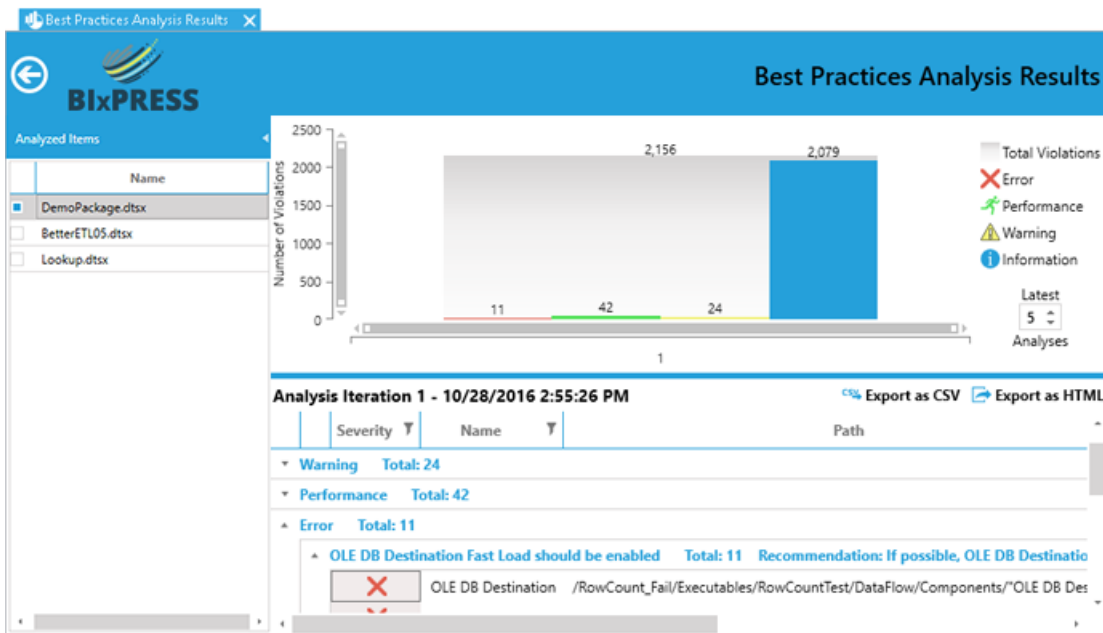 Best Practices Analysis Results
BIxPRESS
Best Practices Analysis Results
Analyzed Items
Name
DemoPackage.dtsx
BetterETL05.dtsx
Lookup.dtsx
Number of Violations
2500
2000
1500
1000
500
0
2,156
2,079
11
42
24
1
Total Violations
Error
Performance
Warning
Information
Latest
5
Analyses
Analysis Iteration 1 - 10/28/2016 2:55:26 PM
CSV Export as CSV Export as HTML
Severity Name Path
Warning Total: 24
Performance Total: 42
Error Total: 11
OLE DB Destination Fast Load should be enabled Total: 11 Recommendation: If possible, OLE DB Destinatio
OLE DB Destination /RowCount_Fail/Executables/RowCountTest/DataFlow/Components/"OLE DB Des